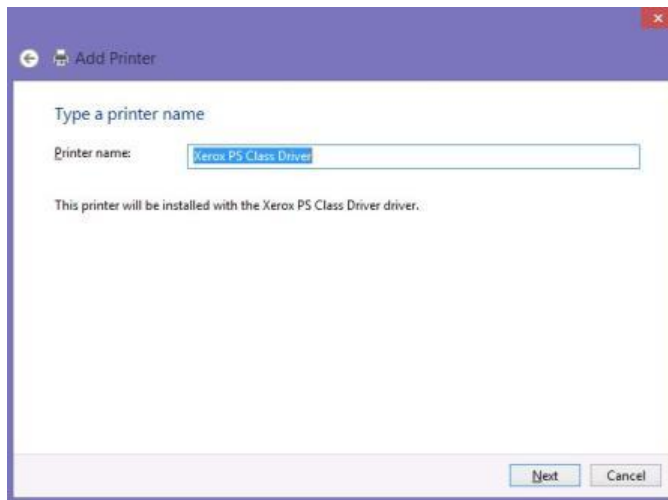 Add Printer
Type a printer name
Printer name: Xerox PS Class Driver
This printer will be installed with the Xerox PS Class Driver driver.
Next Cancel